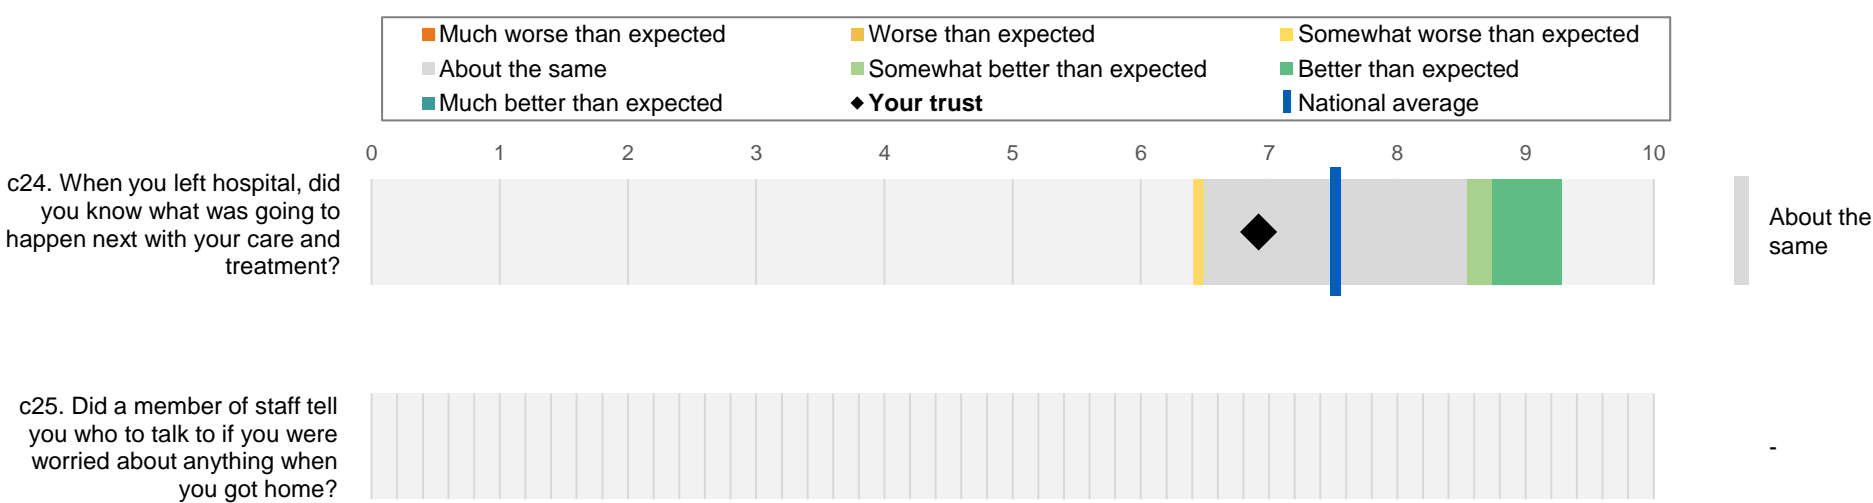 Much worse than expected
Worse than expected
Somewhat worse than expected
About the same
Somewhat better than expected
Better than expected
Much better than expected
Your trust
National average
0 1 2 3 4 5 6 7 8 9 10
c24. When you left hospital, did
you know what was going to
happen next with your care and
treatment?
About the
same
c25. Did a member of staff tell
you who to talk to if you were
worried about anything when
you got home?
-